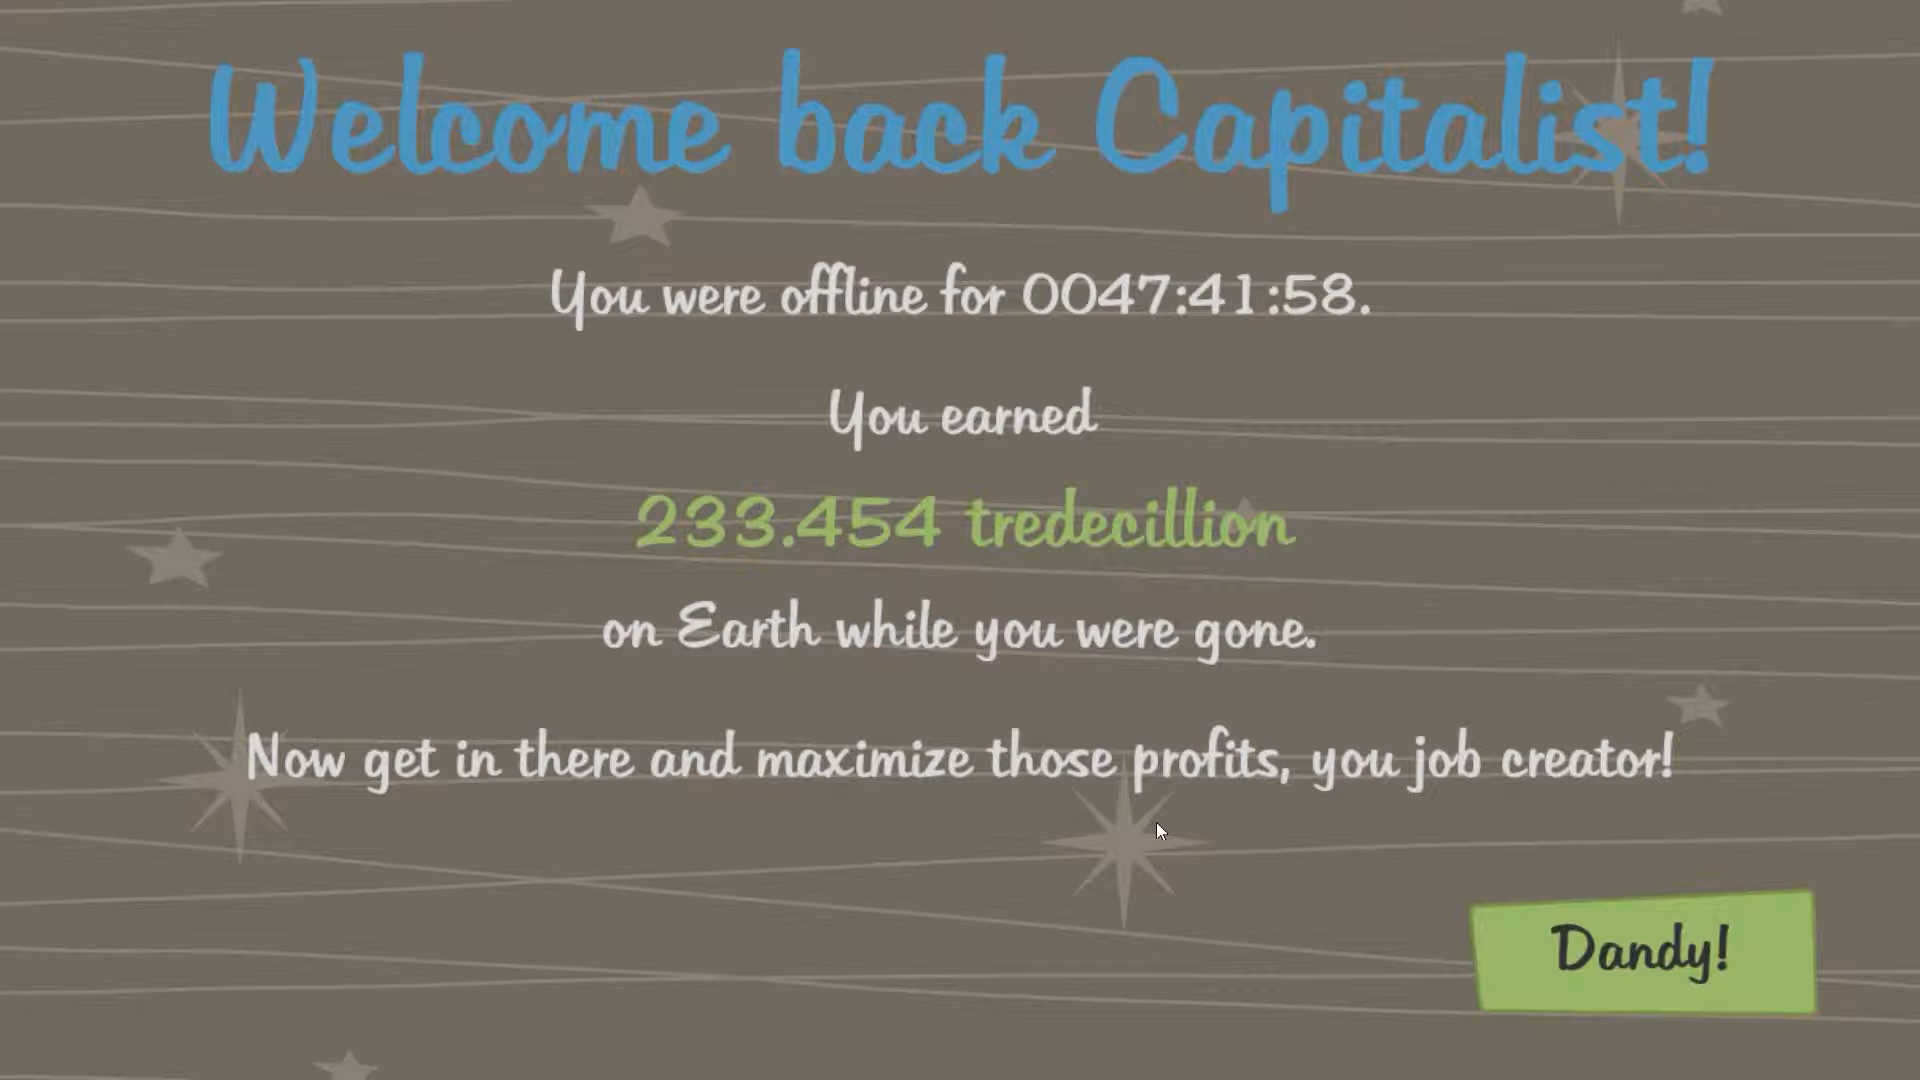 Welcome back Capitalist!
You were offline for 0047:41:58.
You earned
233.454 tredecillion
on Earth while you were gone.
Now get in there and maximize those profits, you job creator!
Dandy!